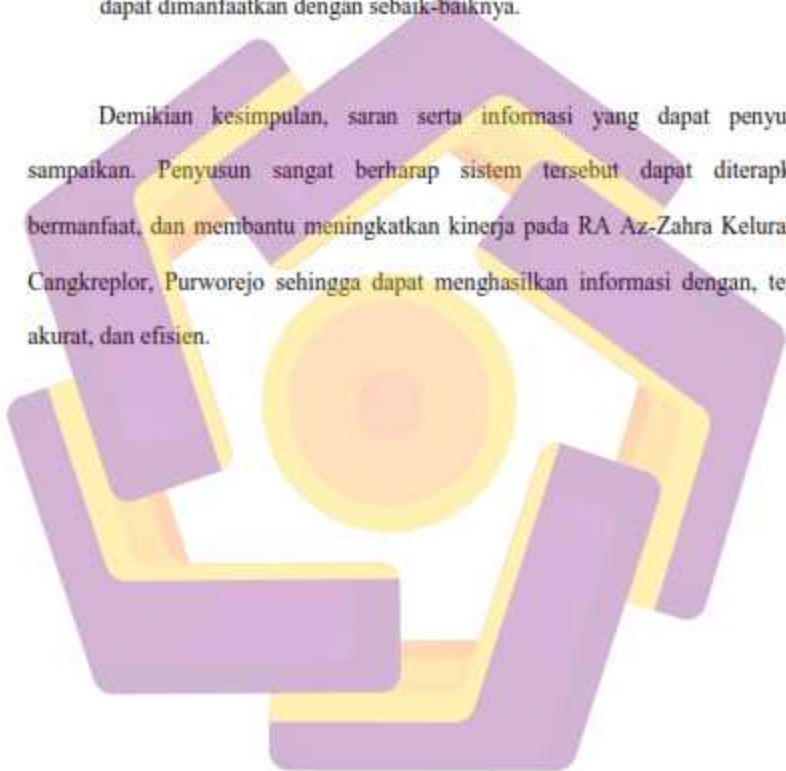 dapat dimanfaatkan dengan sebaik-baiknya.
Demikian kesimpulan, saran serta informasi yang dapat penyu
sampaikan. Penyusun sangat berharap sistem tersebut dapat diterapk
bermanfaat, dan membantu meningkatkan kinerja pada RA Az-Zahra Kelura
Cangkreplor, Purworejo sehingga dapat menghasilkan informasi dengan, te
akurat, dan efisien.